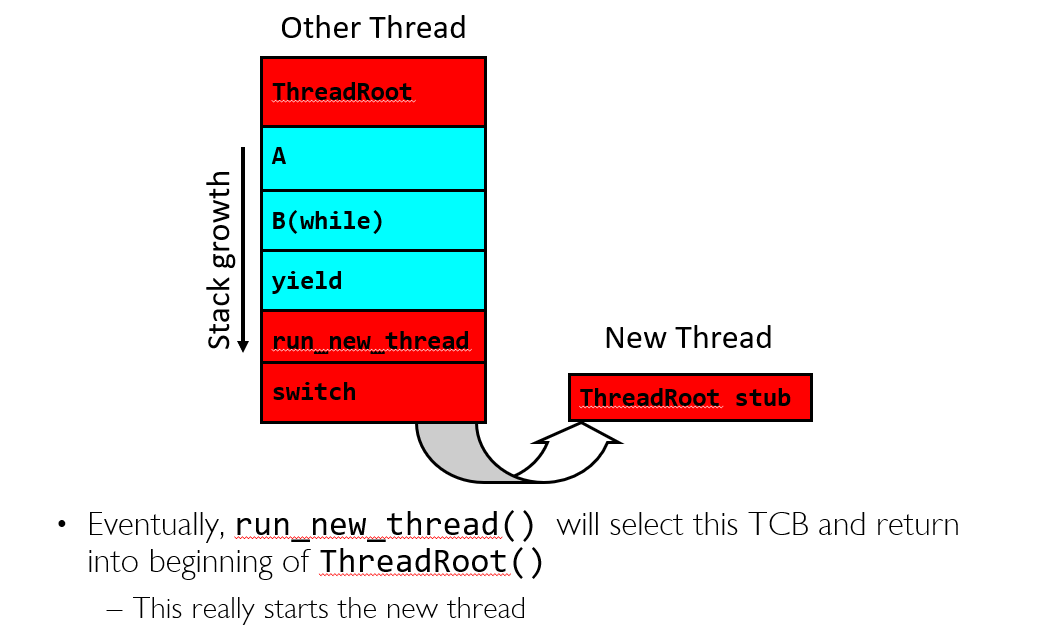 Other Thread
ThreadRoot
A
B(while)
yield
run_new_thread
switch
Stack growth
New Thread
ThreadRoot stub
• Eventually, run_new_thread() will select this TCB and return
into beginning of ThreadRoot()
– This really starts the new thread